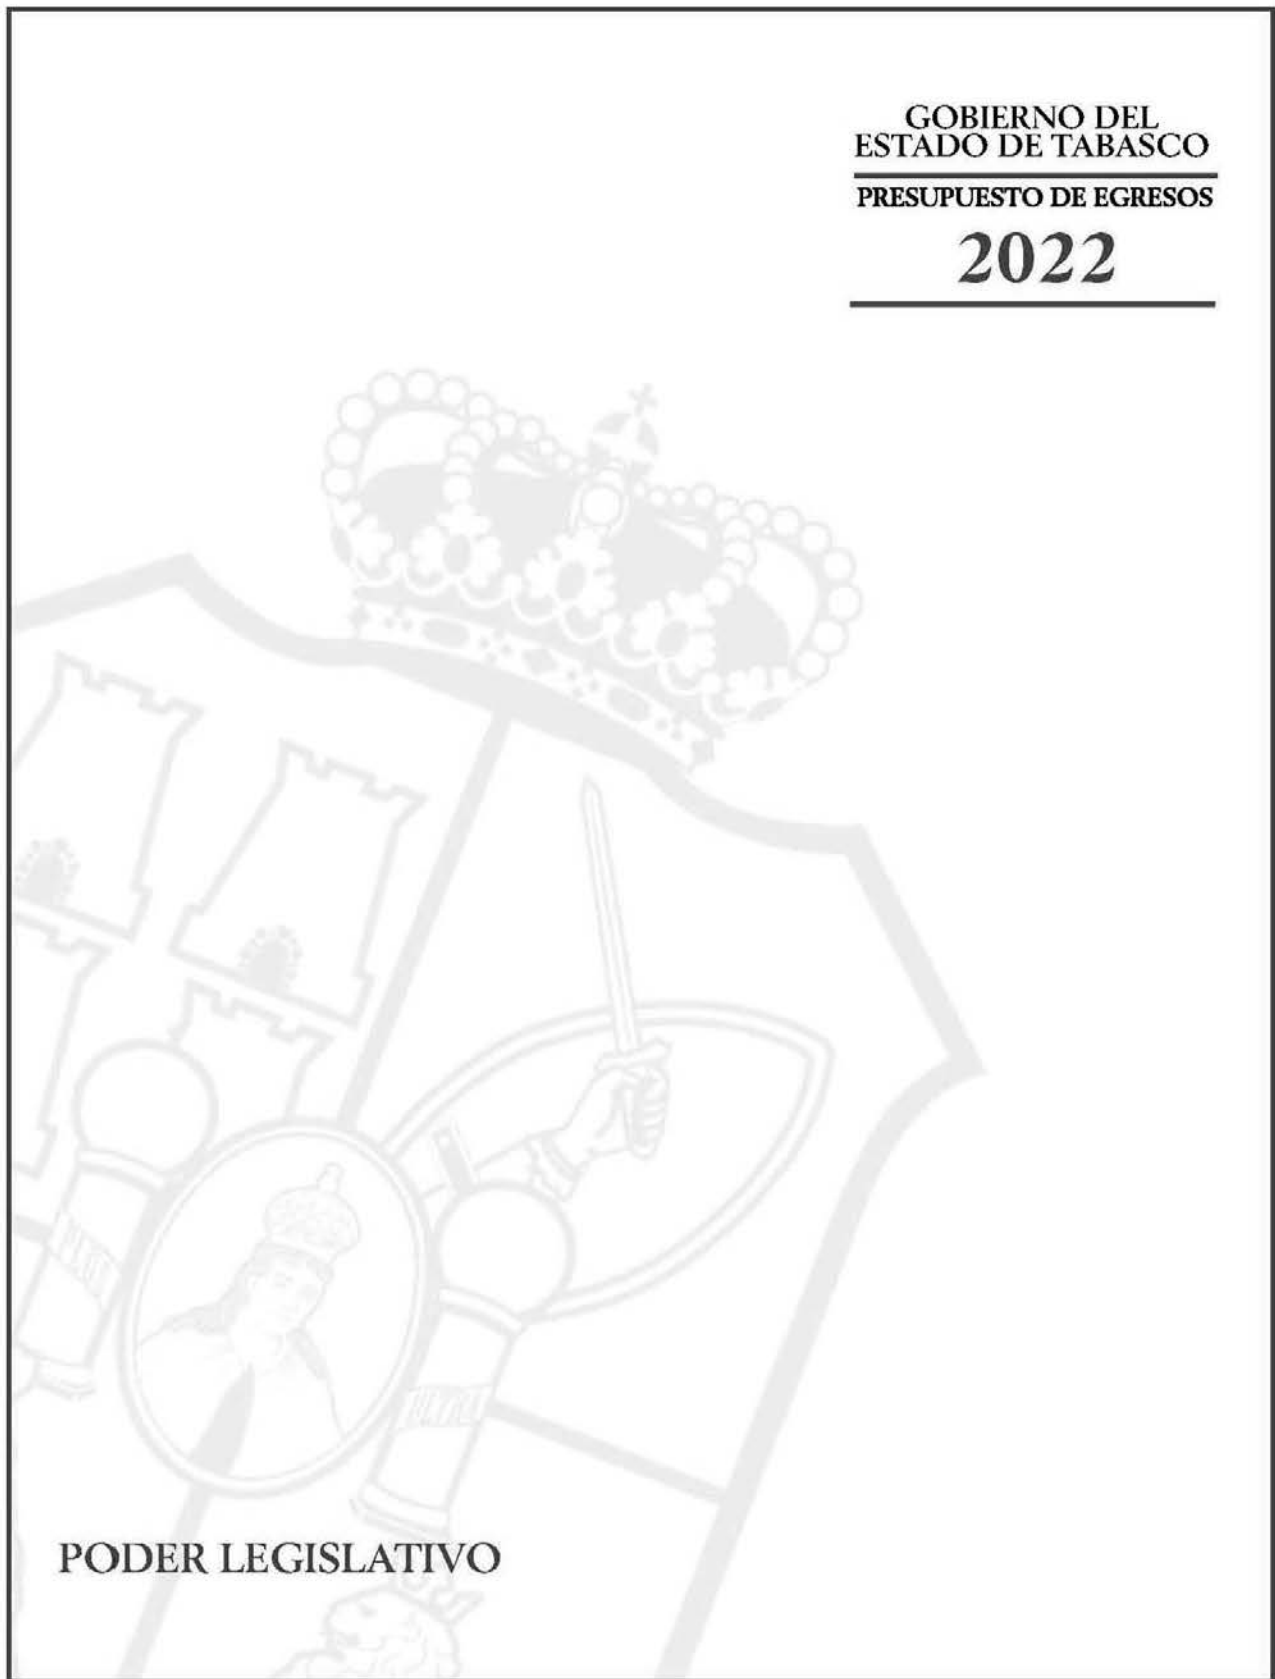 GOBIERNO DEL
ESTADO DE TABASCO
PRESUPUESTO DE EGRESOS
2022
PODER LEGISLATIVO